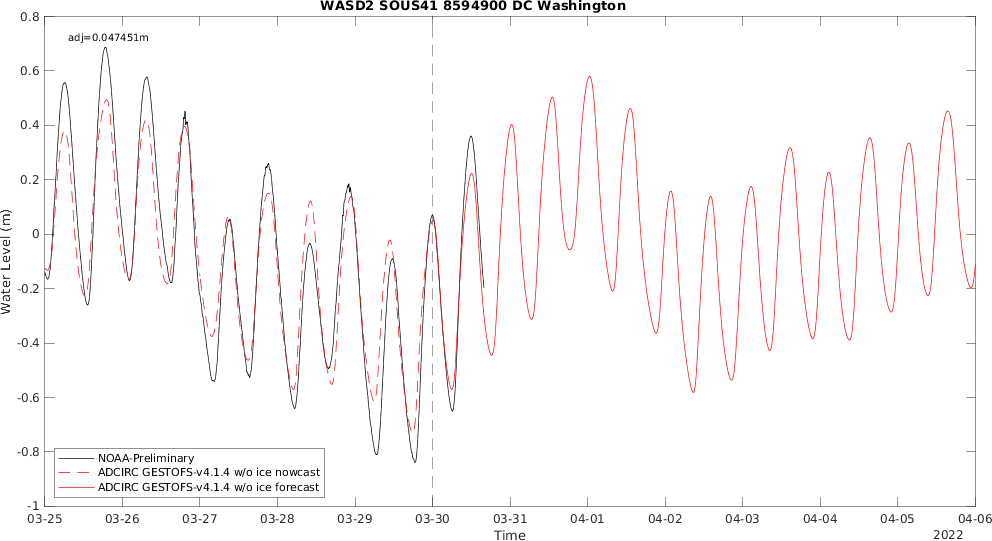 WASD2 SOUS41 8594900 DC Washington
0.8
adj=0.047451m
0.6
0.4
0.2
0
-0.2
-0.4
-0.6
-0.8
-1
Water Level (m)
NOAA-Preliminary
ADCIRC GESTOFS-v4.1.4 w/o ice nowcast
ADCIRC GESTOFS-v4.1.4 w/o ice forecast
03-25 03-26 03-27 03-28 03-29 03-30 03-31 04-01 04-02 04-03 04-04 04-05 04-06
Time 2022